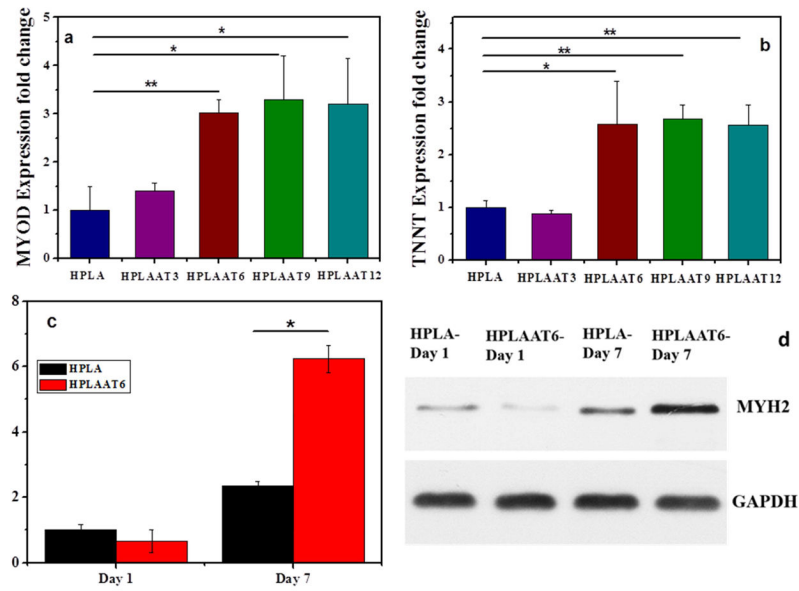 a
MYOD Expression fold change
5
4
3
2
1
0
*
*
**
HPLA
HPLAAT3
HPLAAT6
HPLAAT9
HPLAAT12
b
TNNT Expression fold change
4
3
2
1
0
**
**
*
HPLA
HPLAAT3
HPLAAT6
HPLAAT9
HPLAAT12
c
8
6
4
2
0
HPLA
HPLAAT6
*
Day 1
Day 7
d
HPLA-
Day 1
HPLAAT6-
Day 1
HPLA-
Day 7
HPLAAT6-
Day 7
MYH2
GAPDH